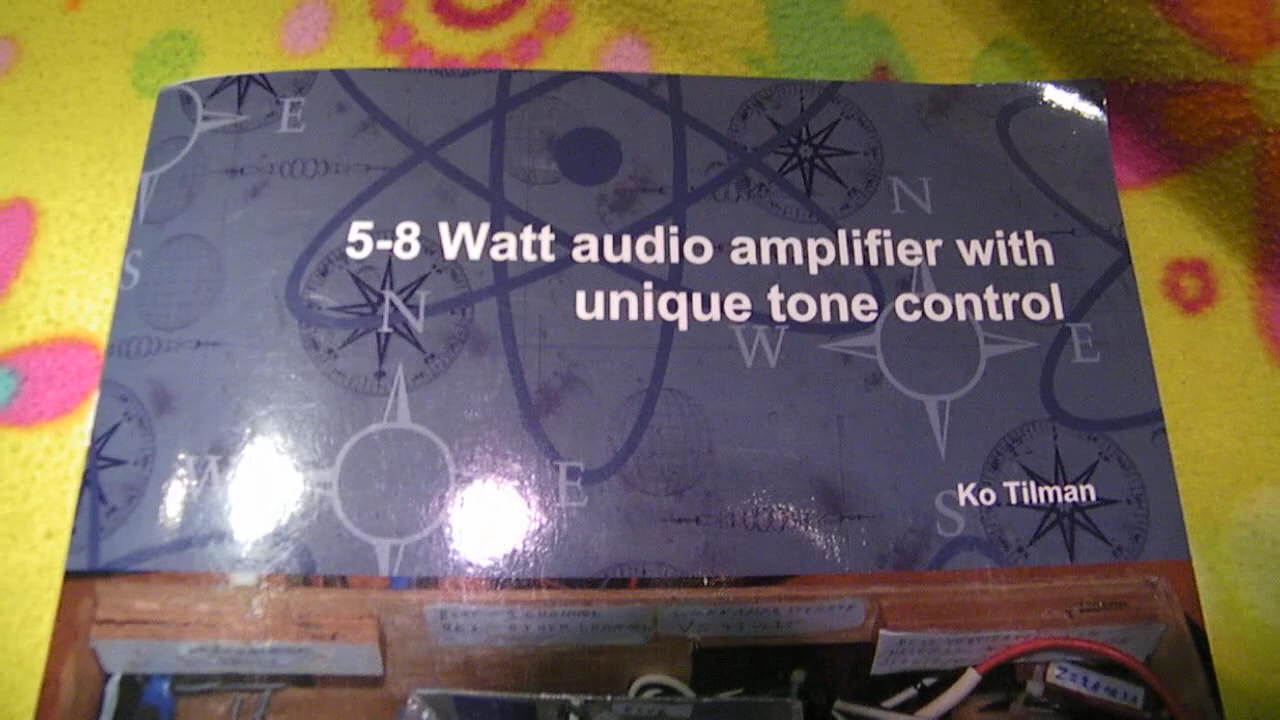 E
N
S
5-8 Watt audio amplifier with
unique tone control
N
W
E
W
E
Ko Tilman
S